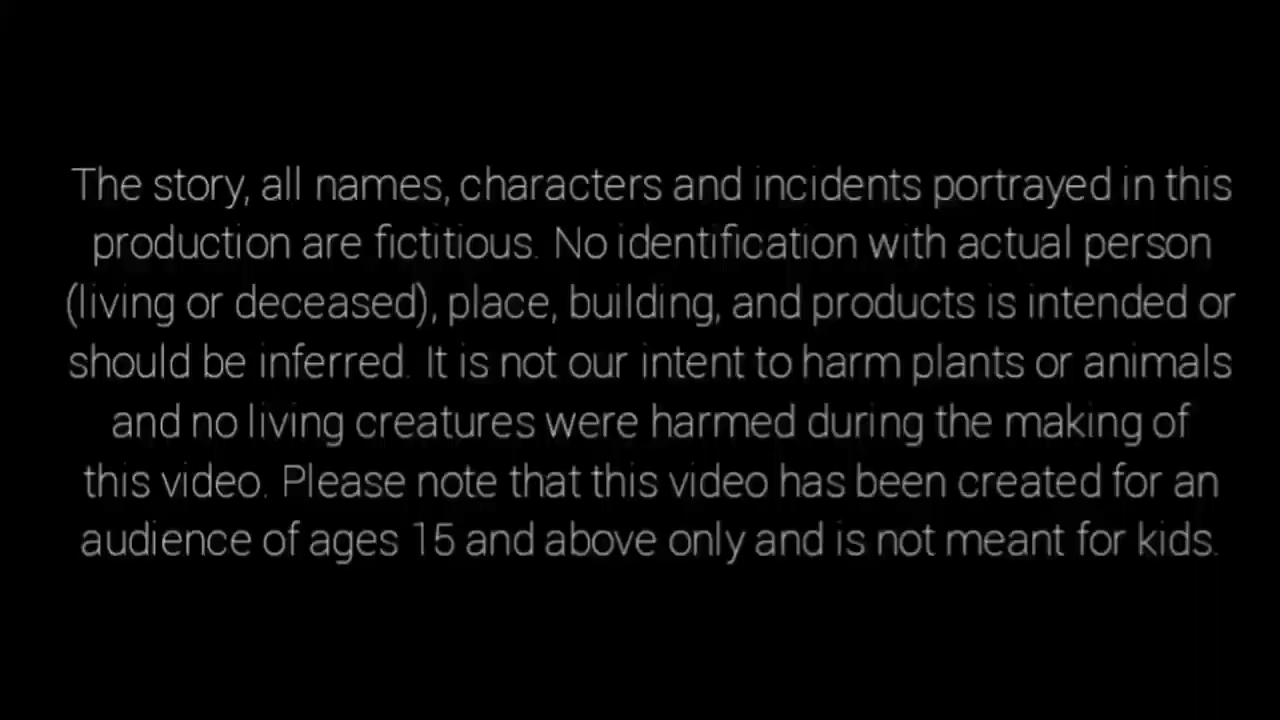 The story, all names, characters and incidents portrayed in this
production are fictitious. No identification with actual person
(living or deceased), place, building, and products is intended or
should be inferred. It is not our intent to harm plants or animals
and no living creatures were harmed during the making of
this video. Please note that this video has been created for an
audience of ages 15 and above only and is not meant for kids.